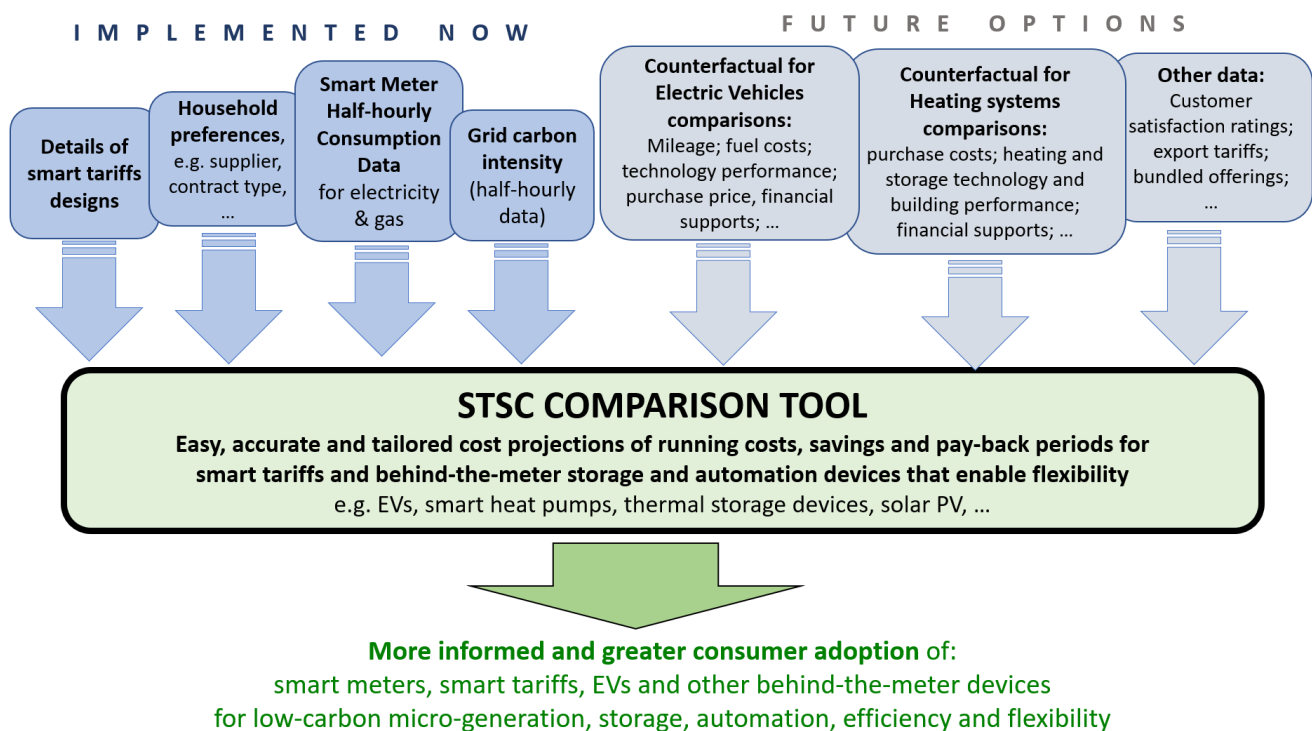 IMPLEMENTED NOW
FUTURE OPTIONS
Details of
smart tariffs
designs
Household
preferences,
e.g. supplier,
contract type,
...
Smart Meter
Half-hourly
Consumption
Data
for electricity
& gas
Grid carbon
intensity
(half-hourly
data)
Counterfactual for
Electric Vehicles
comparisons:
Mileage; fuel costs;
technology performance;
purchase price, financial
supports; ...
Counterfactual for
Heating systems
comparisons:
purchase costs; heating and
storage technology and
building performance;
financial supports; ...
Other data:
Customer
satisfaction ratings;
export tariffs;
bundled offerings;
...
STSC COMPARISON TOOL
Easy, accurate and tailored cost projections of running costs, savings and pay-back periods for
smart tariffs and behind-the-meter storage and automation devices that enable flexibility
e.g. EVs, smart heat pumps, thermal storage devices, solar PV, ...
More informed and greater consumer adoption of:
smart meters, smart tariffs, EVs and other behind-the-meter devices
for low-carbon micro-generation, storage, automation, efficiency and flexibility